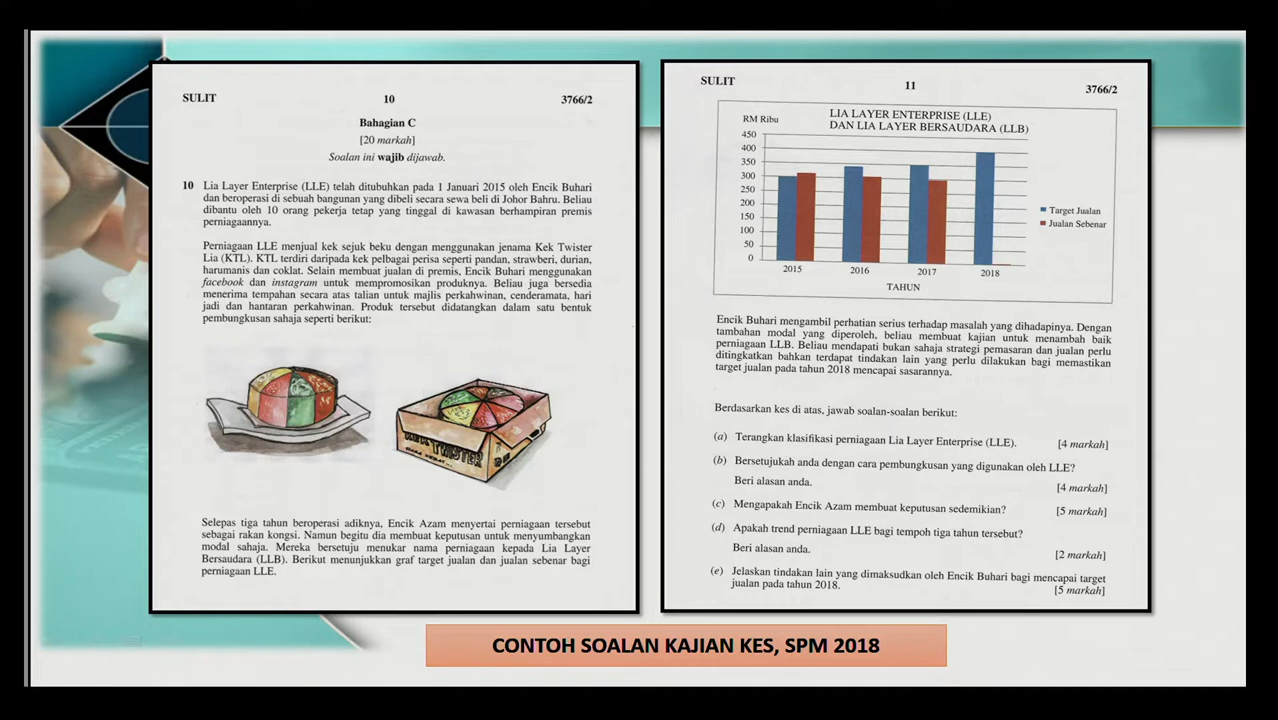 SULIT 10 3766/2
Bahagian C
[20 markah]
Soalan ini wajib dijawab.
10 Lia Layer Enterprise (LLE) telah ditubuhkan pada 1 Januari 2015 oleh Encik Buhari
dan beroperasi di sebuah bangunan yang dibeli secara sewa beli di Johor Bahru. Beliau
dibantu oleh 10 orang pekerja tetap yang tinggal di kawasan berhampiran premis
perniagaannya.
Perniagaan LLE menjual kek sejuk beku dengan menggunakan jenama Kek Twister
Lia (KTL). KTL terdiri daripada kek pelbagai perisa seperti pandan, strawberi, durian,
harumanis dan coklat. Selain membuat jualan di premis, Encik Buhari menggunakan
facebook dan instagram untuk mempromosikan produknya. Beliau juga bersedia
menerima tempahan secara atas talian untuk majlis perkahwinan, cenderamata, hari
jadi dan hantaran perkahwinan. Produk tersebut didatangkan dalam satu bentuk
pembungkusan sahaja seperti berikut:
KEK TWISTER
Selepas tiga tahun beroperasi adiknya, Encik Azam menyertai perniagaan tersebut
sebagai rakan kongsi. Namun begitu dia membuat keputusan untuk menyumbangkan
modal sahaja. Mereka bersetuju menukar nama perniagaan kepada Lia Layer
Bersaudara (LLB). Berikut menunjukkan graf target jualan dan jualan sebenar bagi
perniagaan LLE.
SULIT 11 3766/2
LIA LAYER ENTERPRISE (LLE)
DAN LIA LAYER BERSAUDARA (LLB)
RM Ribu
450
400
350
300
250
200
150
100
50
0
2015 2016 2017 2018
TAHUN
Target Jualan
Jualan Sebenar
Encik Buhari mengambil perhatian serius terhadap masalah yang dihadapinya. Dengan
tambahan modal yang diperoleh, beliau membuat kajian untuk menambah baik
perniagaan LLB. Beliau mendapati bukan sahaja strategi pemasaran dan jualan perlu
ditingkatkan bahkan terdapat tindakan lain yang perlu dilakukan bagi memastikan
target jualan pada tahun 2018 mencapai sasarannya.
Berdasarkan kes di atas, jawab soalan-soalan berikut:
(a) Terangkan klasifikasi perniagaan Lia Layer Enterprise (LLE). [4 markah]
(b) Bersetujukah anda dengan cara pembungkusan yang digunakan oleh LLE?
Beri alasan anda. [4 markah]
(c) Mengapakah Encik Azam membuat keputusan sedemikian? [5 markah]
(d) Apakah trend perniagaan LLE bagi tempoh tiga tahun tersebut?
Beri alasan anda. [2 markah]
(e) Jelaskan tindakan lain yang dimaksudkan oleh Encik Buhari bagi mencapai target
jualan pada tahun 2018. [5 markah]
CONTOH SOALAN KAJIAN KES, SPM 2018